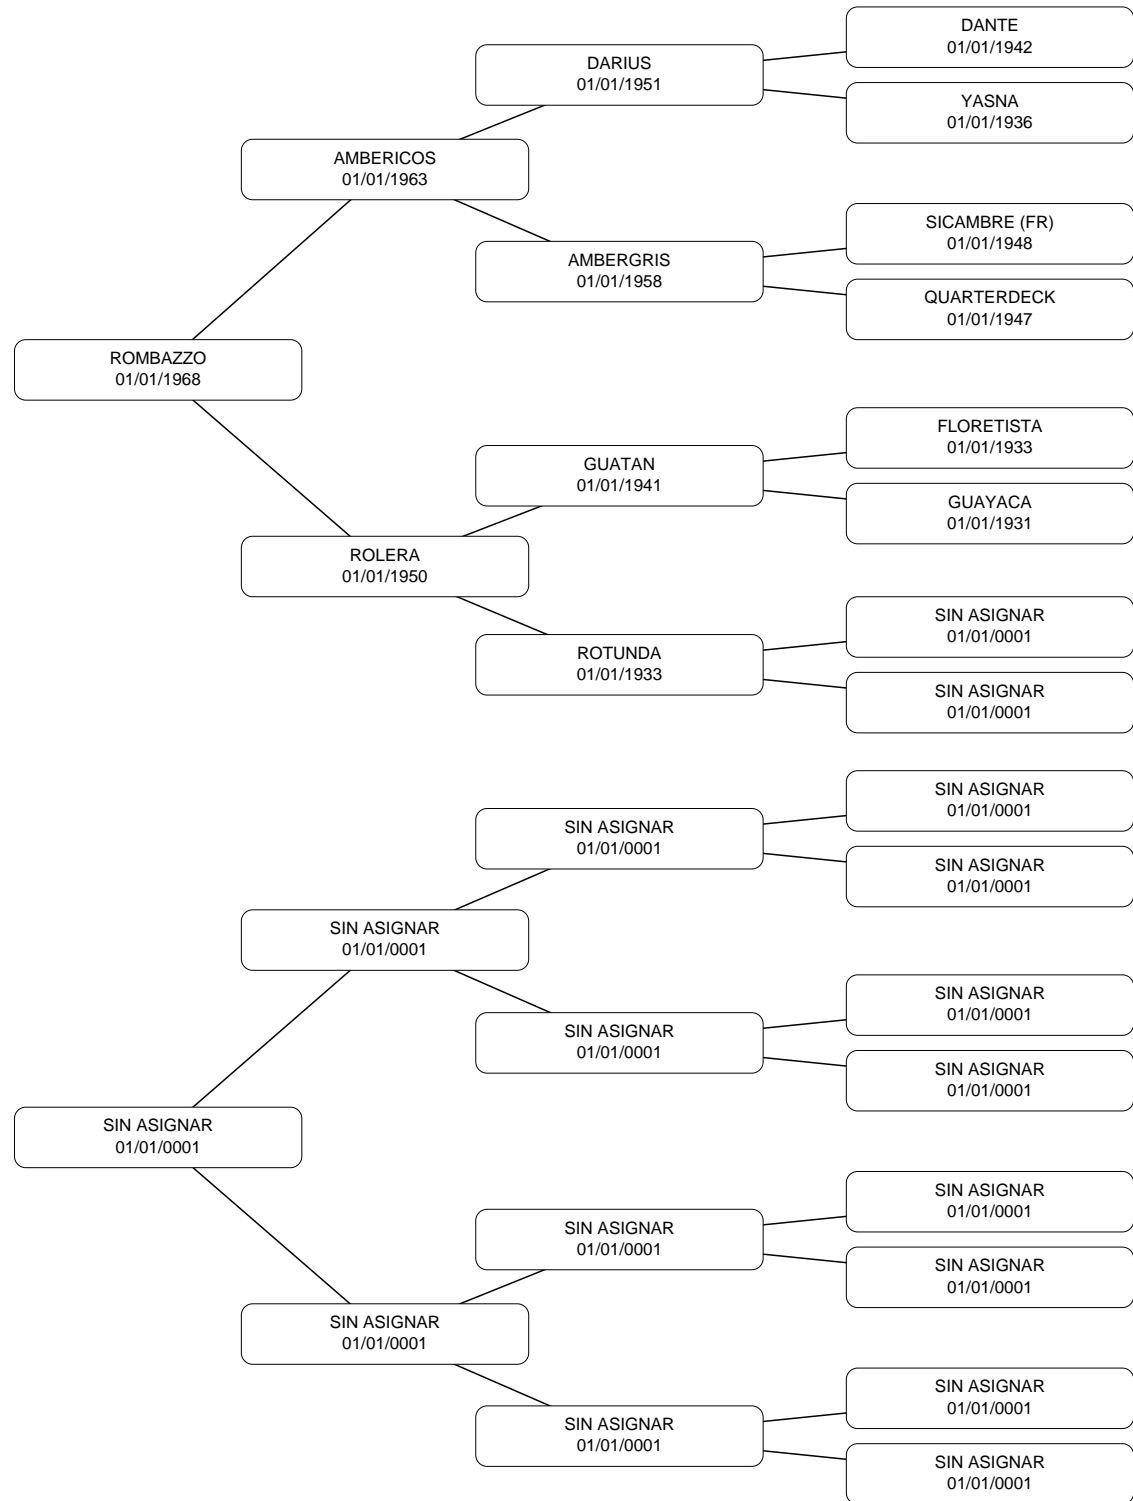 DANTE
01/01/1942
DARIUS
01/01/1951
YASNA
01/01/1936
AMBERICOS
01/01/1963
SICAMBRE (FR)
01/01/1948
AMBERGRIS
01/01/1958
QUARTERDECK
01/01/1947
ROMBAZZO
01/01/1968
FLORETISTA
01/01/1933
GUATAN
01/01/1941
GUAYACA
01/01/1931
ROLERA
01/01/1950
SIN ASIGNAR
01/01/0001
ROTUNDA
01/01/1933
SIN ASIGNAR
01/01/0001
SIN ASIGNAR
01/01/0001
SIN ASIGNAR
01/01/0001
SIN ASIGNAR
01/01/0001
SIN ASIGNAR
01/01/0001
SIN ASIGNAR
01/01/0001
SIN ASIGNAR
01/01/0001
SIN ASIGNAR
01/01/0001
SIN ASIGNAR
01/01/0001
SIN ASIGNAR
01/01/0001
SIN ASIGNAR
01/01/0001
SIN ASIGNAR
01/01/0001
SIN ASIGNAR
01/01/0001
SIN ASIGNAR
01/01/0001
SIN ASIGNAR
01/01/0001
SIN ASIGNAR
01/01/0001